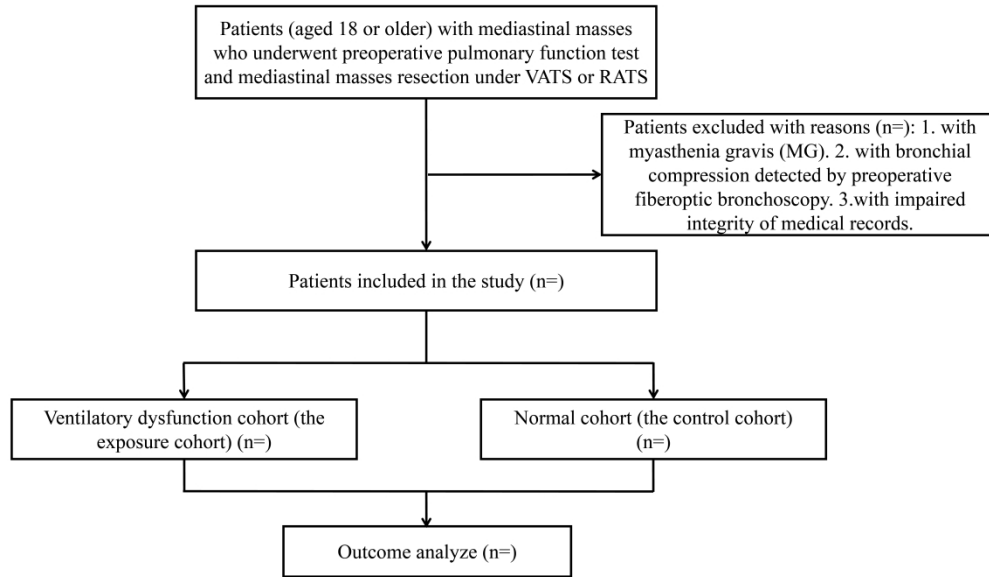 Patients (aged 18 or older) with mediastinal masses
who underwent preoperative pulmonary function test
and mediastinal masses resection under VATS or RATS
Patients excluded with reasons (n=): 1. with
myasthenia gravis (MG). 2. with bronchial
compression detected by preoperative
fiberoptic bronchoscopy. 3.with impaired
integrity of medical records.
Patients included in the study (n=)
Ventilatory dysfunction cohort (the
exposure cohort) (n=)
Normal cohort (the control cohort)
(n=)
Outcome analyze (n=)